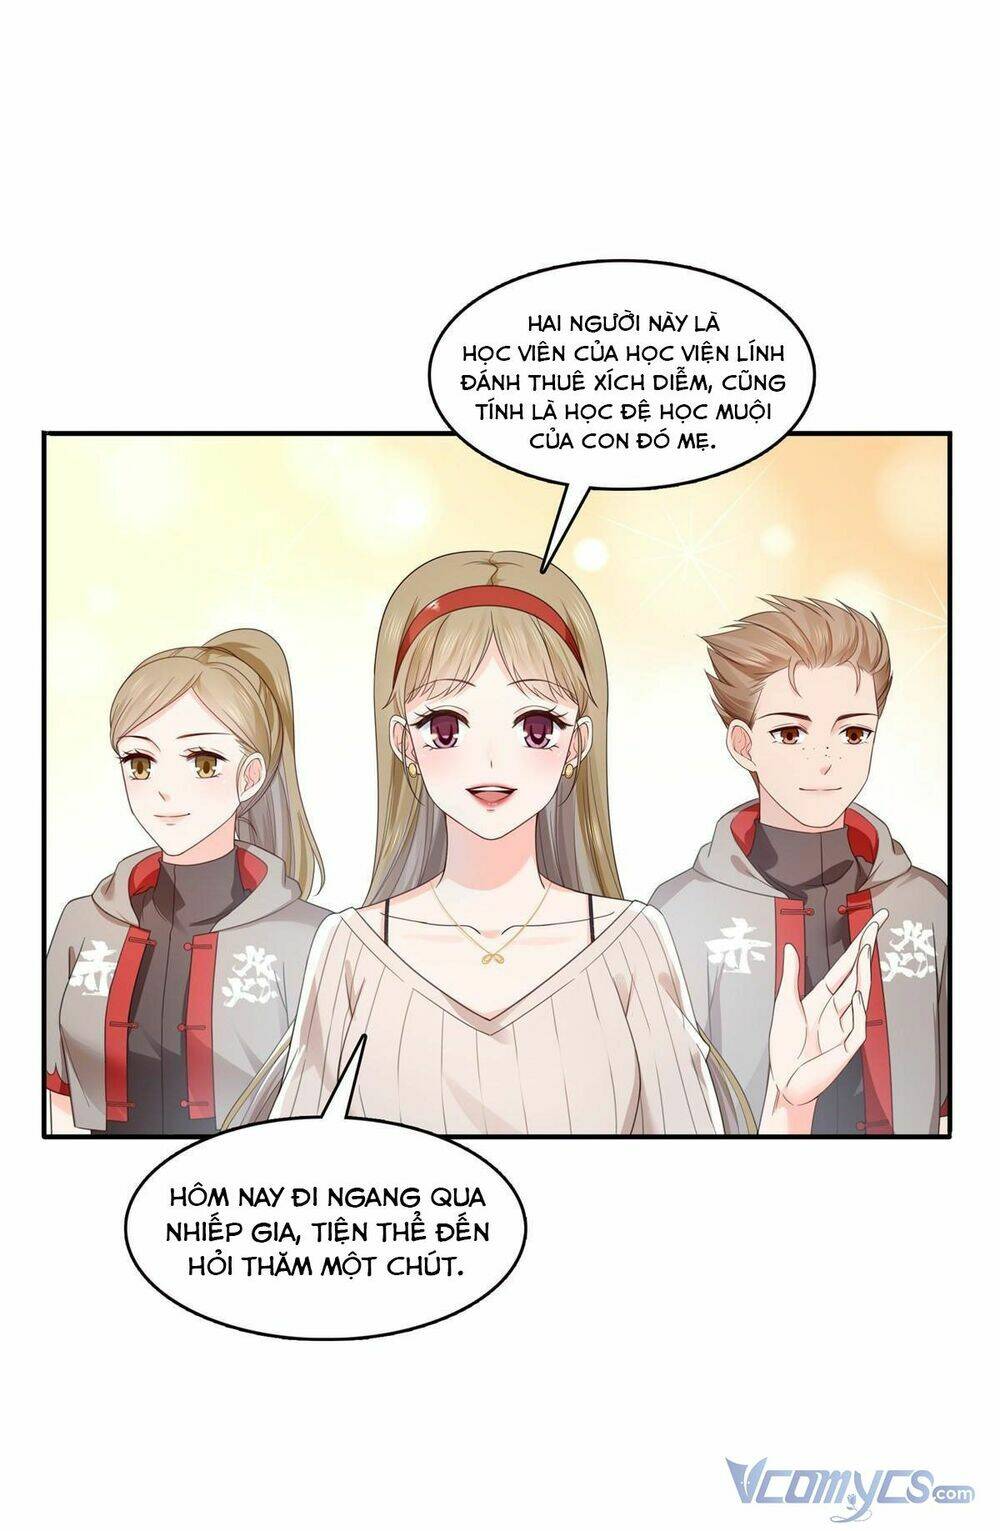 HAI NGƯỜI NÀY LÀ
HỌC VIÊN CỦA HỌC VIỆN LÍNH
ĐÁNH THUÊ XÍCH DIỄM, CŨNG
TÍNH LÀ HỌC ĐỆ HỌC MUỘI
CỦA CON ĐÓ MẸ.
赤
焱
赤
焱
HÔM NAY ĐI NGANG QUA
NHIẾP GIA, TIỆN THỂ ĐẾN
HỎI THĂM MỘT CHÚT.
VCOMYCS.com